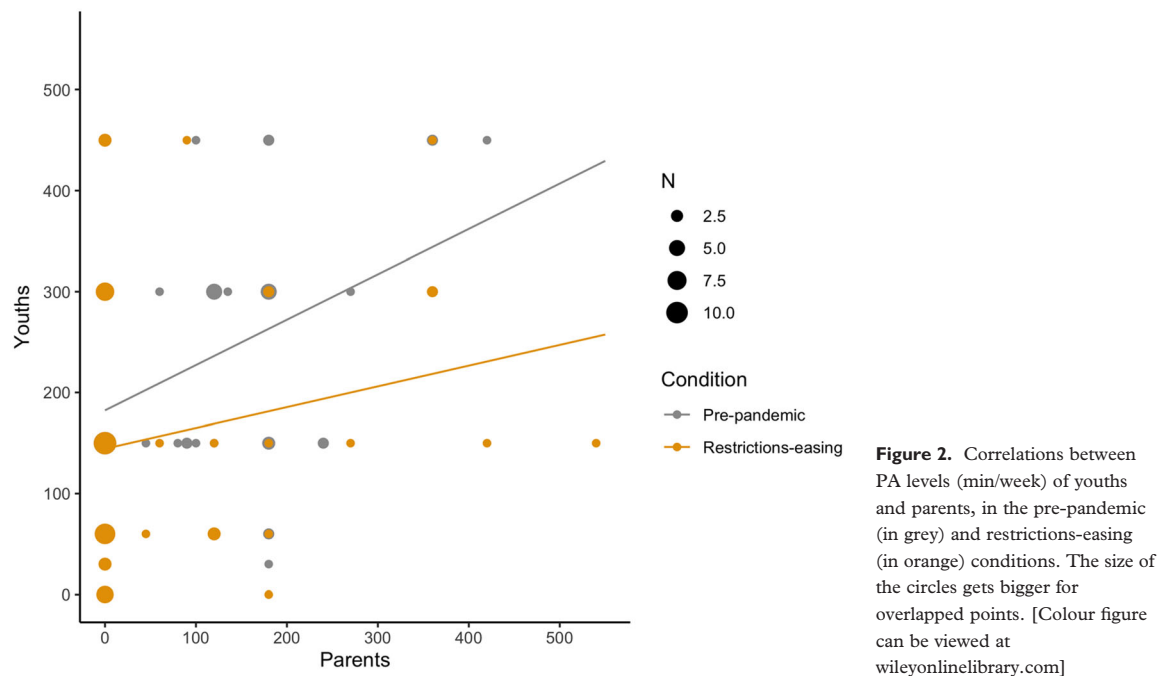 500
400
300
200
100
0
Youths
0 100 200 300 400 500
Parents
N
2.5
5.0
7.5
10.0
Condition
Pre-pandemic
Restrictions-easing
Figure 2. Correlations between
PA levels (min/week) of youths
and parents, in the pre-pandemic
(in grey) and restrictions-easing
(in orange) conditions. The size of
the circles gets bigger for
overlapped points. [Colour figure
can be viewed at
wileyonlinelibrary.com]